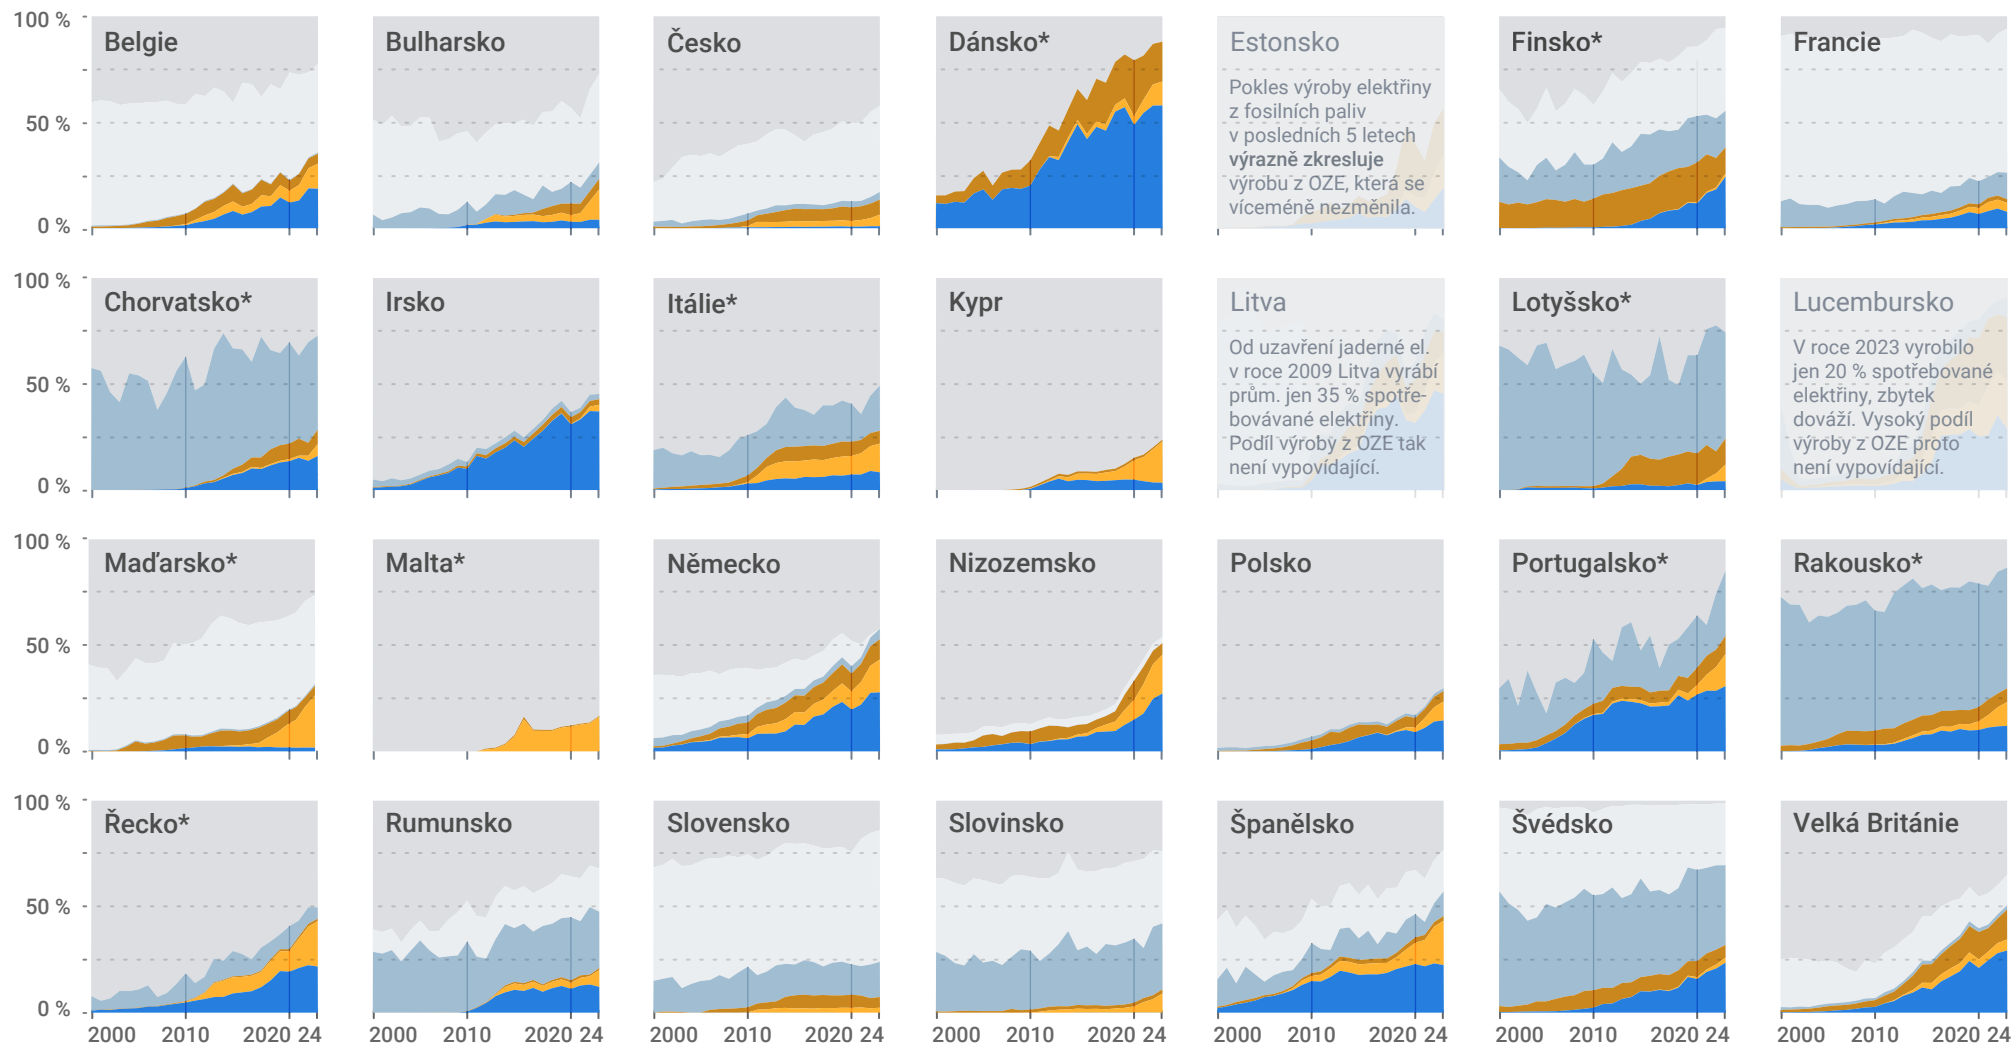 100 %
50 %
0 %
Belgie
Bulharsko
Česko
Dánsko*
Estonsko
Pokles výroby elektřiny
z fosilních paliv
v posledních 5 letech
výrazně zkresluje
výrobu z OZE, která se
víceméně nezměnila.
Finsko*
Francie
100 %
50 %
0 %
Chorvatsko*
Irsko
Itálie*
Kypr
Litva
Od uzavření jaderné el.
v roce 2009 Litva vyrábí
prům. jen 35 % spotře-
bovávané elektřiny.
Podíl výroby z OZE tak
není vypovídající.
Lotyšsko*
Lucembursko
V roce 2023 vyrobilo
jen 20 % spotřebované
elektřiny, zbytek
dováží. Vysoký podíl
výroby z OZE proto
není vypovídající.
100 %
50 %
0 %
Maďarsko*
Malta*
Německo
Nizozemsko
Polsko
Portugalsko*
Rakousko*
100 %
50 %
0 %
Řecko*
Rumunsko
Slovensko
Slovinsko
Španělsko
Švédsko
Velká Británie
2000 2010 2020 24
2000 2010 2020 24
2000 2010 2020 24
2000 2010 2020 24
2000 2010 2020 24
2000 2010 2020 24
2000 2010 2020 24